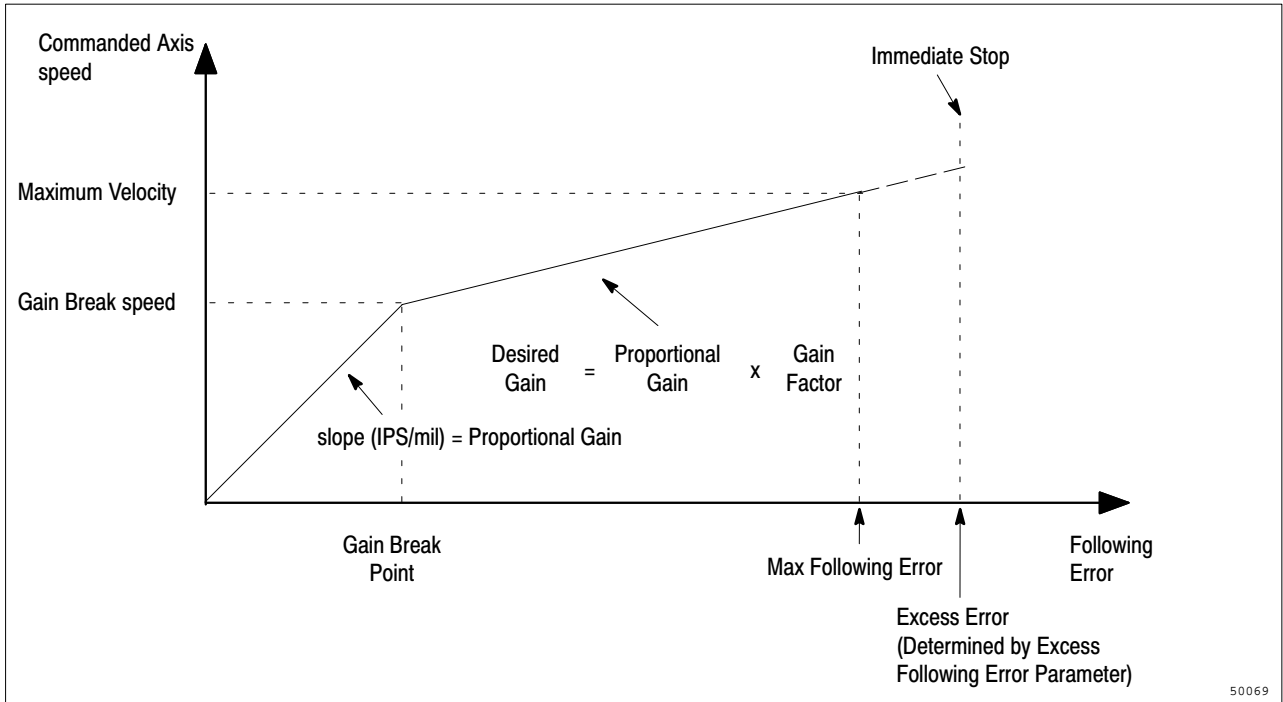 Commanded Axis
speed
Immediate Stop
Maximum Velocity
Gain Break speed
Desired
Gain
=
Proportional
Gain
x
Gain
Factor
slope (IPS/mil) = Proportional Gain
Gain Break
Point
Max Following Error
Following
Error
Excess Error
(Determined by Excess
Following Error Parameter)
50069